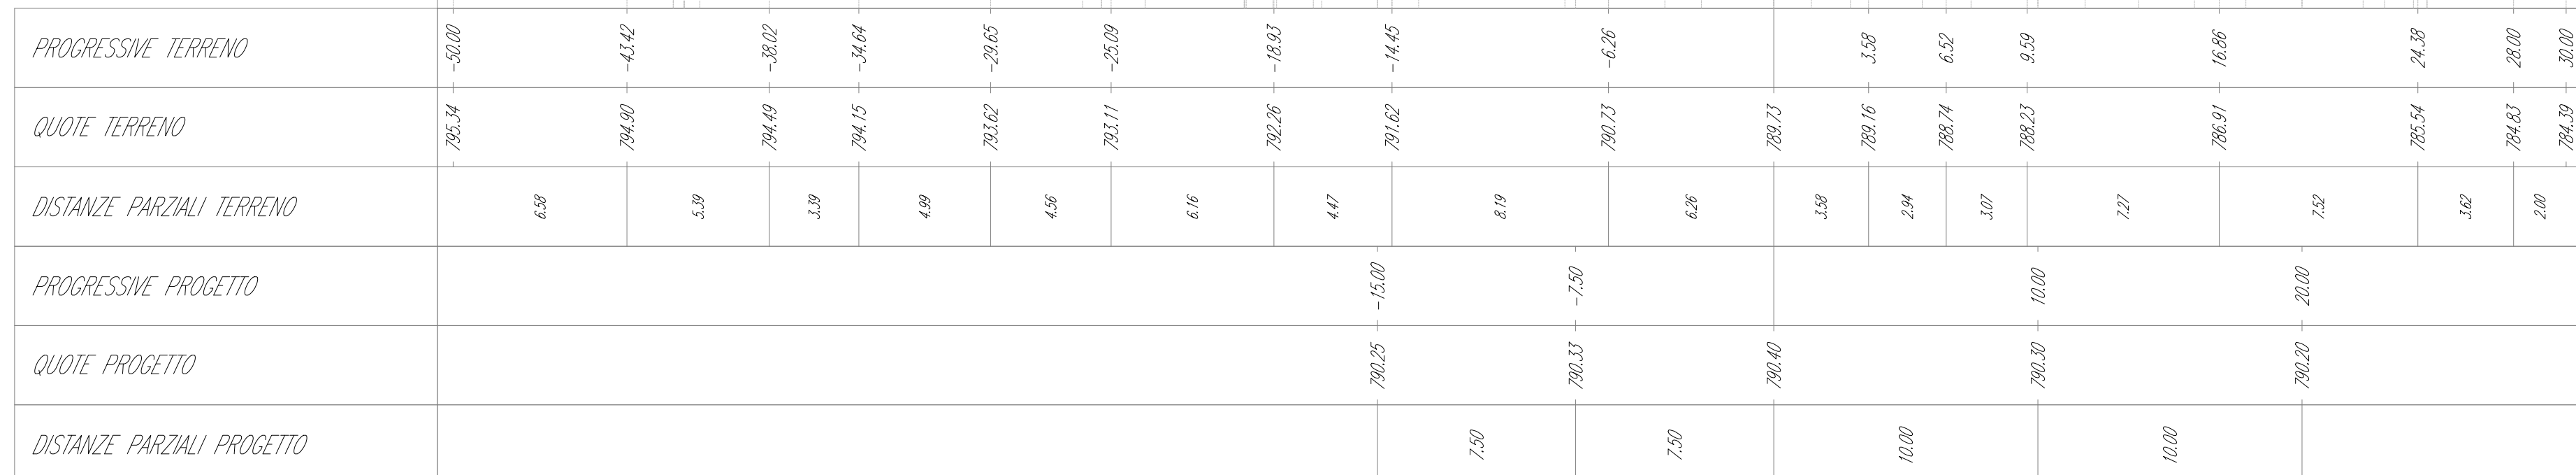 PROGRESSIVE TERRENO -50.00 -43.42 -38.02 -34.64 -29.65 -25.09 -18.93 -14.45 -6.26 3.58 6.52 9.59 16.86 24.38 28.00 30.00
QUOTE TERRENO 795.34 794.90 794.49 794.15 793.62 793.11 792.26 791.62 790.73 789.73 789.16 788.74 788.23 786.91 785.54 784.83 784.39
DISTANZE PARZIALI TERRENO 6.58 5.39 3.39 4.99 4.56 6.16 4.47 8.19 6.26 3.58 2.94 3.07 7.27 7.52 3.62 2.00
PROGRESSIVE PROGETTO -15.00 -7.50 10.00 20.00
QUOTE PROGETTO 790.25 790.33 790.40 790.30 790.20
DISTANZE PARZIALI PROGETTO 7.50 7.50 10.00 10.00